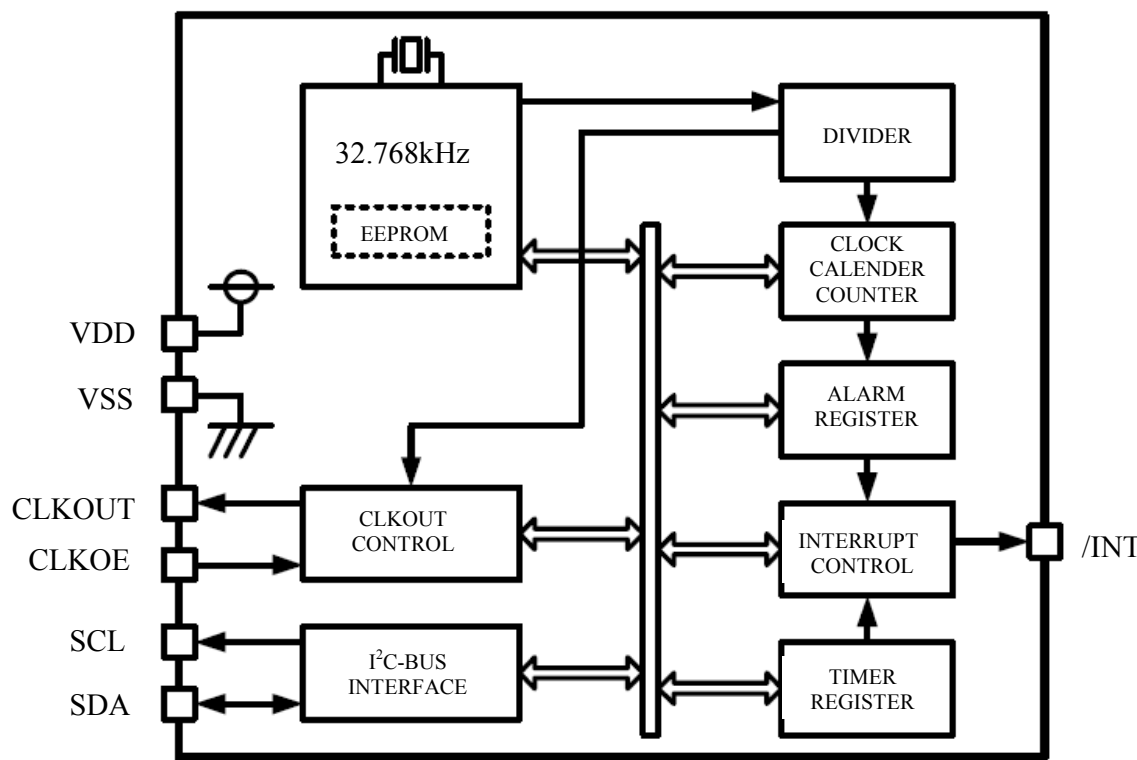 32.768kHz
EEPROM
DIVIDER
CLOCK
CALENDER
COUNTER
VDD
VSS
ALARM
REGISTER
CLKOUT
CLKOE
CLKOUT
CONTROL
INTERRUPT
CONTROL
/INT
SCL
SDA
I²C-BUS
INTERFACE
TIMER
REGISTER